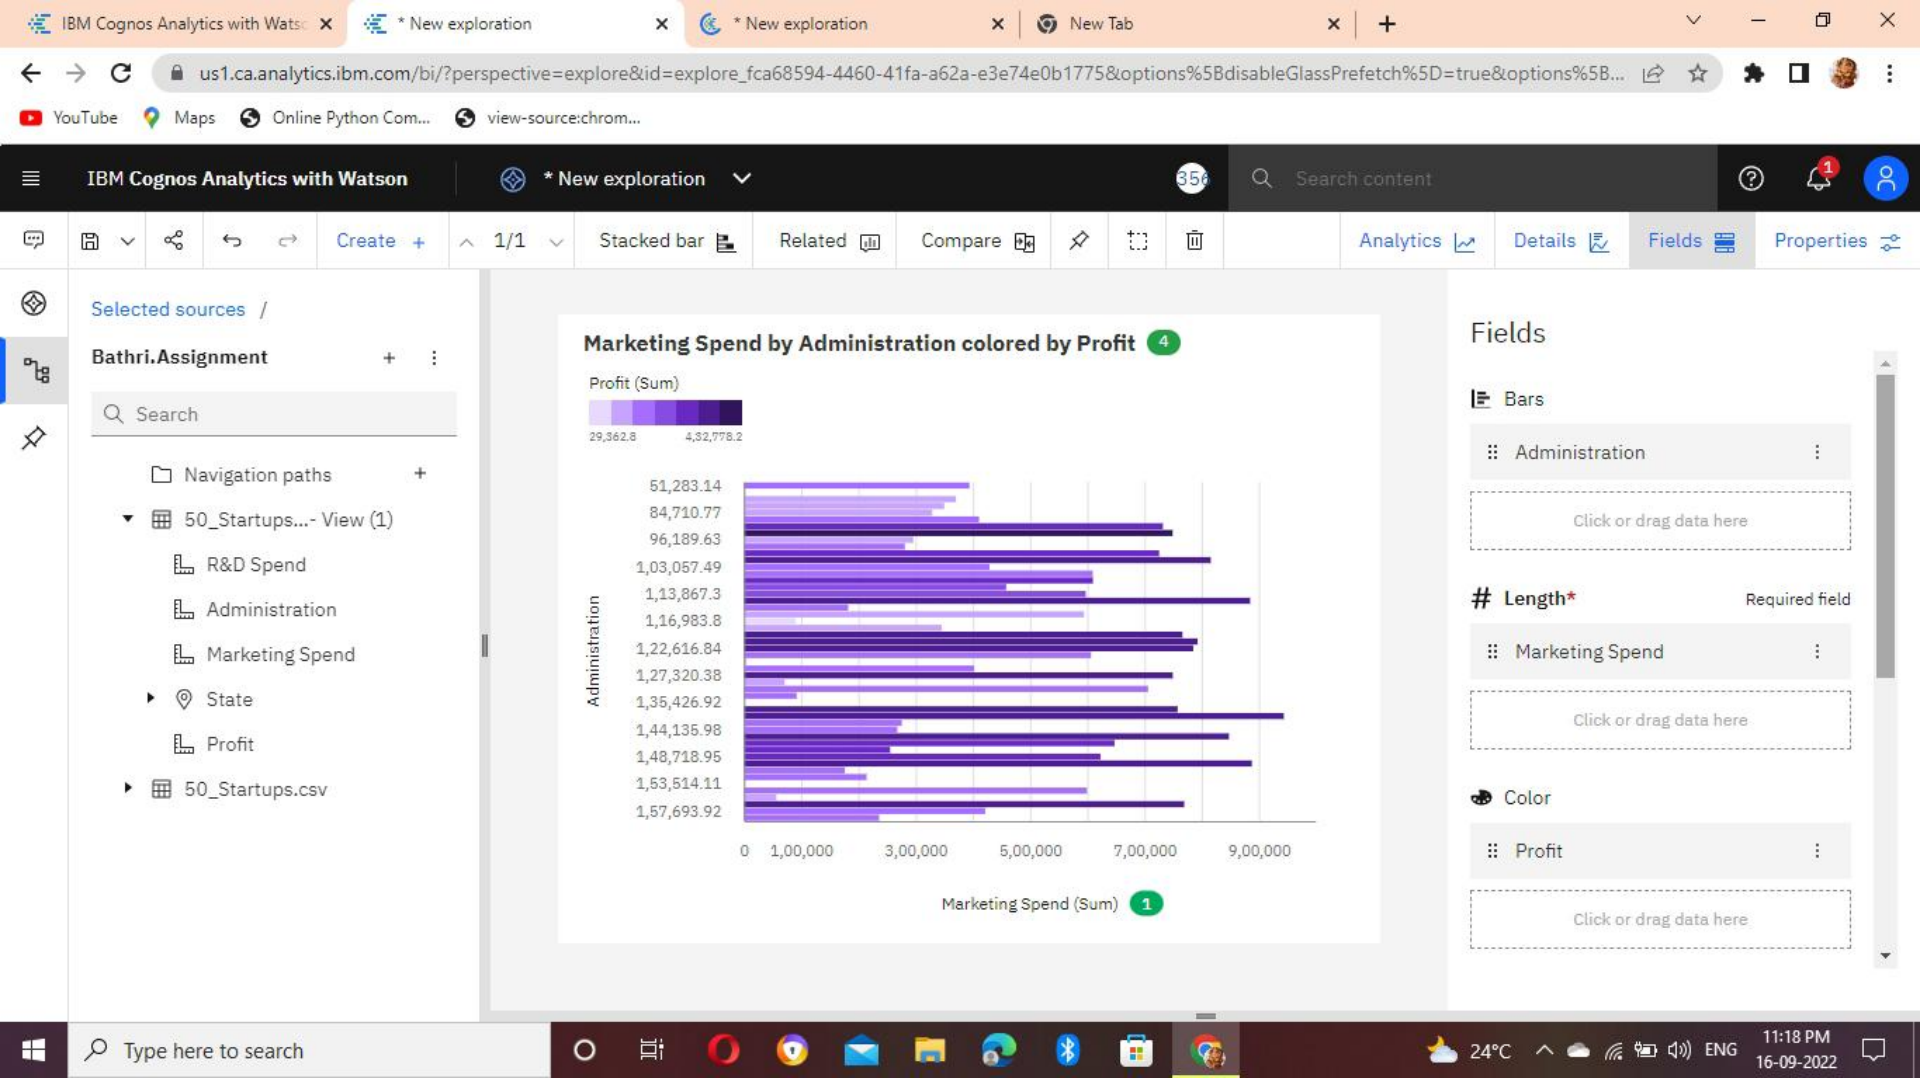 IBM Cognos Analytics with Wats
* New exploration
* New exploration
New Tab
us1.ca.analytics.ibm.com/bi/?perspective=explore&id=explore_fca68594-4460-41fa-a62a-e3e74e0b1775&options%5BdisableGlassPrefetch%5D=true&options%5B...
YouTube
Maps
Online Python Com...
view-source:chrom...
IBM Cognos Analytics with Watson
* New exploration
356
Search content
1
Create +
1/1
Stacked bar
Related
Compare
Analytics
Details
Fields
Properties
Selected sources /
Bathri.Assignment
Search
Navigation paths
50_Startups...- View (1)
R&D Spend
Administration
Marketing Spend
State
Profit
50_Startups.csv
Marketing Spend by Administration colored by Profit 4
Profit (Sum)
29,362.8 4,32,778.2
Administration
51,283.14
84,710.77
96,189.63
1,03,057.49
1,13,867.3
1,16,983.8
1,22,616.84
1,27,320.38
1,35,426.92
1,44,135.98
1,48,718.95
1,53,514.11
1,57,693.92
0 1,00,000 3,00,000 5,00,000 7,00,000 9,00,000
Marketing Spend (Sum) 1
Fields
Bars
Administration
Click or drag data here
# Length* Required field
Marketing Spend
Click or drag data here
Color
Profit
Click or drag data here
Type here to search
24°C
ENG
11:18 PM
16-09-2022